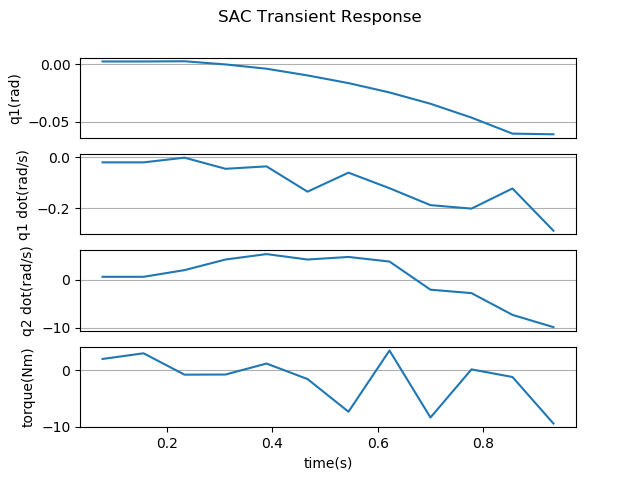 SAC Transient Response
q1(rad)
0.00
−0.05
q1 dot(rad/s)
0.0
−0.2
q2 dot(rad/s)
0
−10
torque(Nm)
0
−10
0.2 0.4 0.6 0.8
time(s)